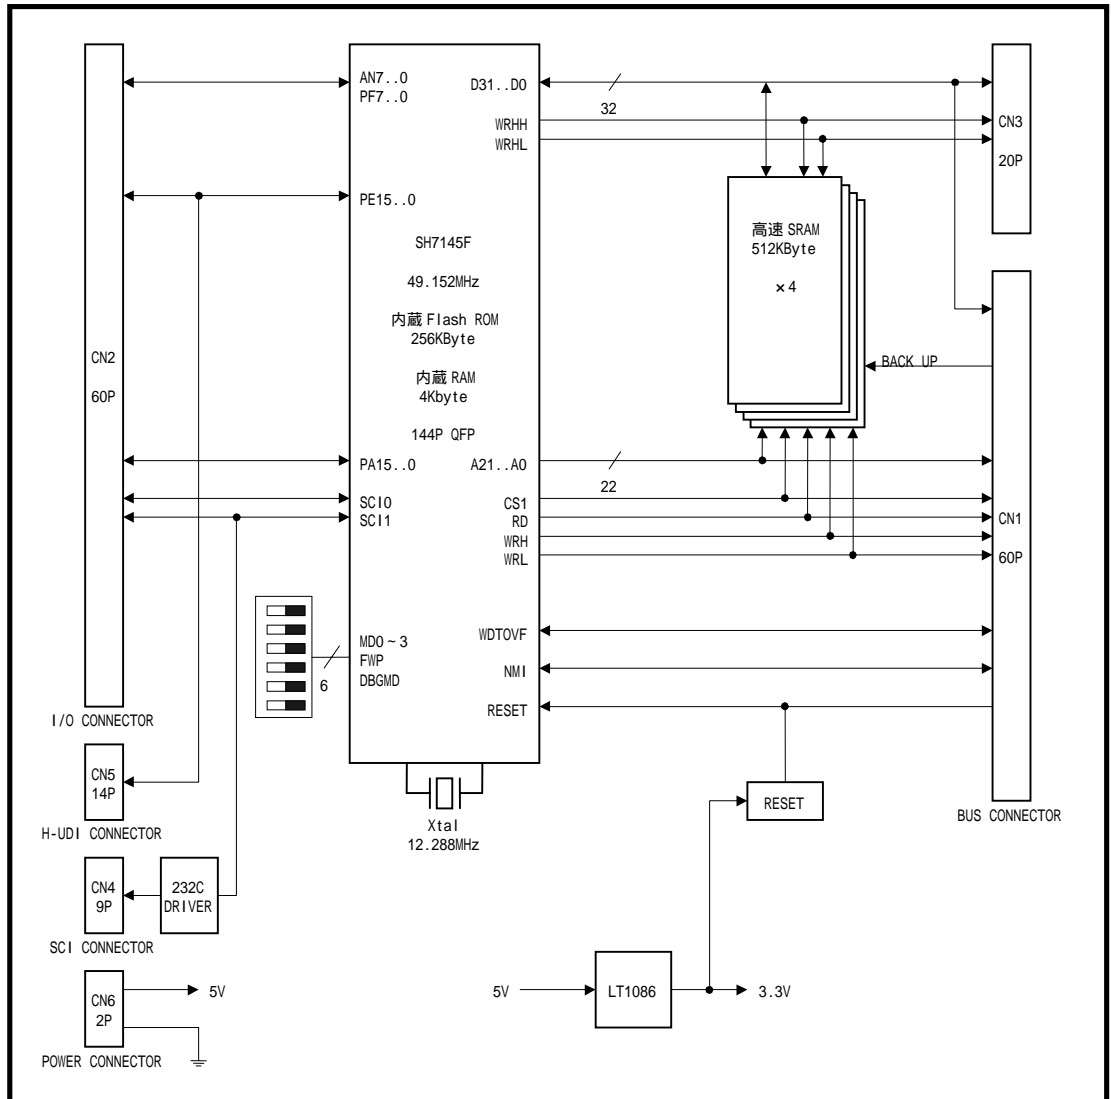 AN7..0
PF7..0
D31..D0
32
WRHH
WRHL
CN3
20P
PE15..0
SH7145F
49.152MHz
内蔵 Flash ROM
256KByte
内蔵 RAM
4Kbyte
144P QFP
高速 SRAM
512KByte
×4
BACK UP
CN2
60P
PA15..0
A21..A0
22
SCI0
SCI1
CS1
RD
WRH
WRL
CN1
60P
MD0~3
FWP
DBGMD
6
WDTOVF
NMI
RESET
I/O CONNECTOR
CN5
14P
H-UDI CONNECTOR
Xtal
12.288MHz
RESET
BUS CONNECTOR
CN4
9P
232C
DRIVER
SCI CONNECTOR
CN6
2P
5V
POWER CONNECTOR
5V
LT1086
3.3V